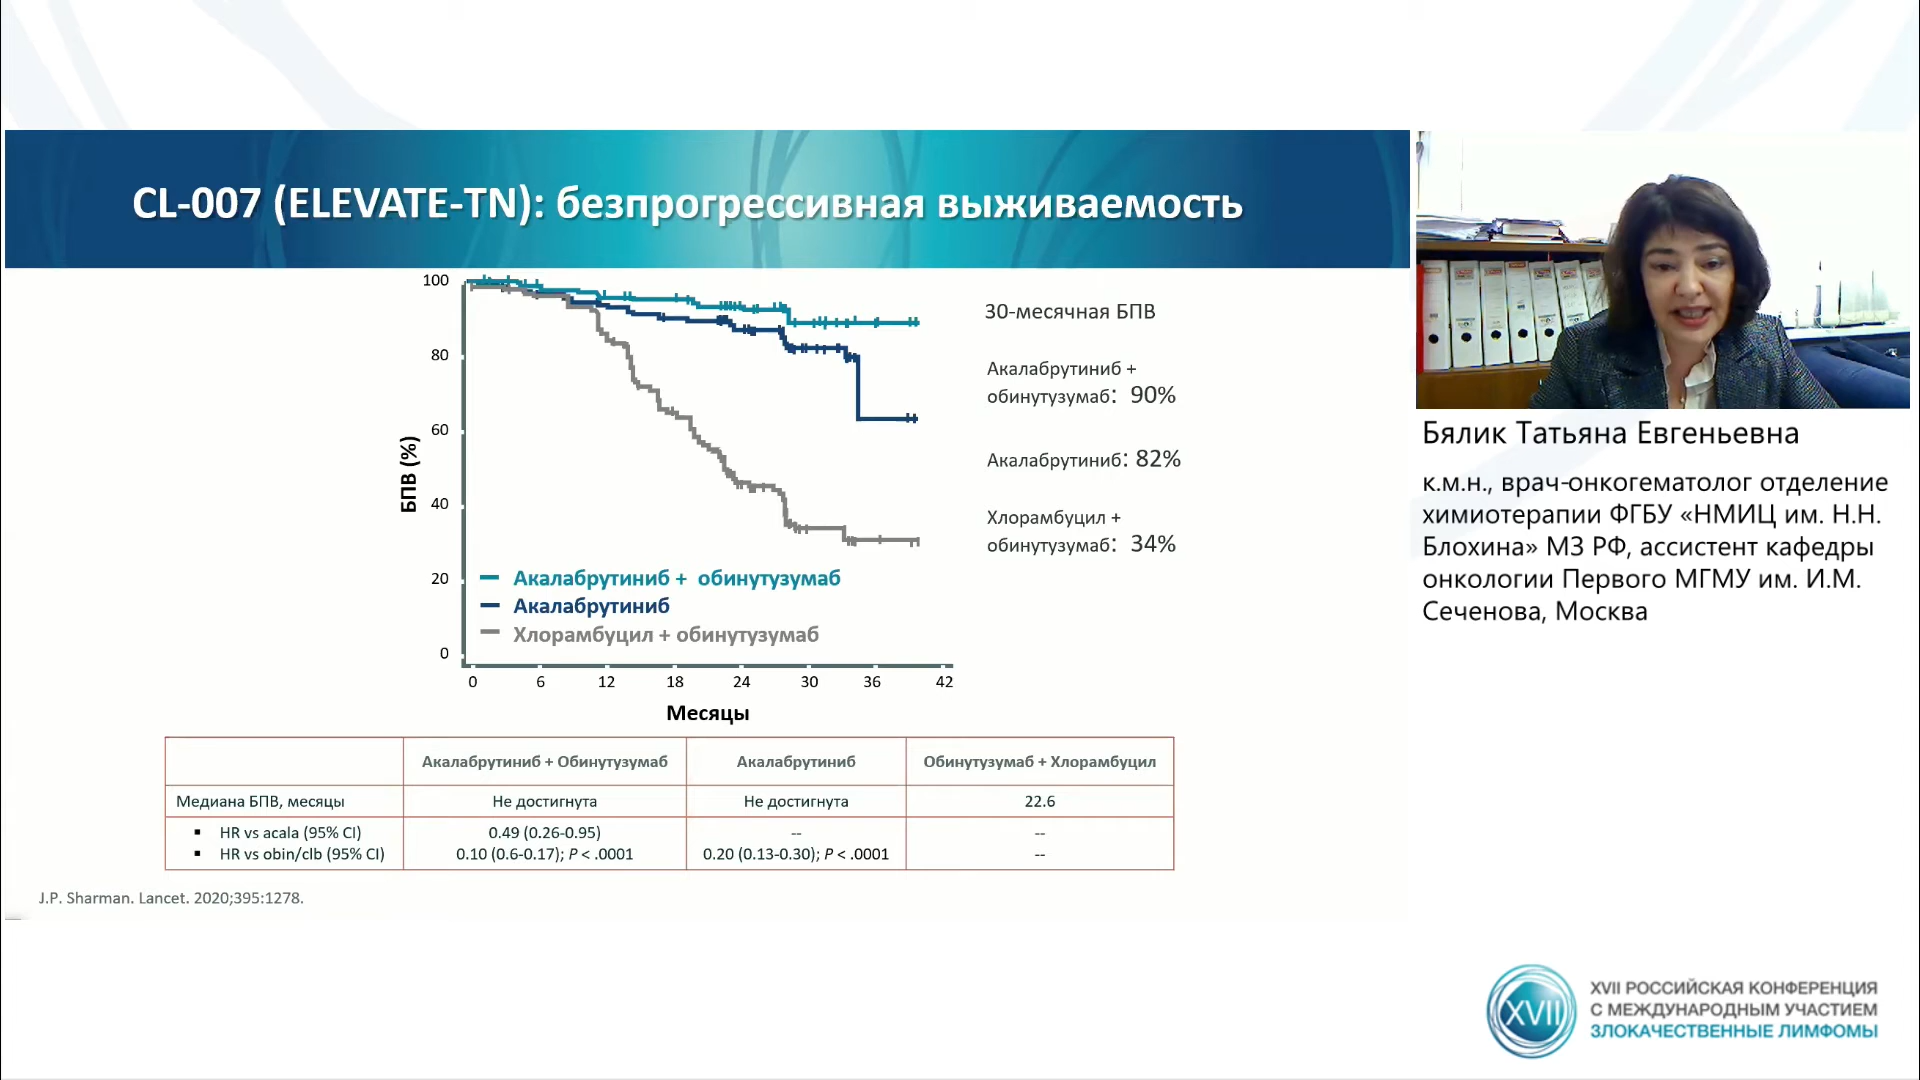 CL-007 (ELEVATE-TN): безпрогрессивная выживаемость
100
80
60
40
20
0
БПВ (%)
0 6 12 18 24 30 36 42
Месяцы
Акалабрутиниб + обинутузумаб
Акалабрутиниб
Хлорамбуцил + обинутузумаб
30-месячная БПВ
Акалабрутиниб +
обинутузумаб: 90%
Акалабрутиниб: 82%
Хлорамбуцил +
обинутузумаб: 34%
Акалабрутиниб + Обинутузумаб Акалабрутиниб Обинутузумаб + Хлорамбуцил
Медиана БПВ, месяцы Не достигнута Не достигнута 22.6
▪ HR vs acala (95% CI) 0.49 (0.26-0.95) -- --
▪ HR vs obin/clb (95% CI) 0.10 (0.6-0.17); P < .0001 0.20 (0.13-0.30); P < .0001 --
J.P. Sharman. Lancet. 2020;395:1278.
Бялик Татьяна Евгеньевна
к.м.н., врач-онкогематолог отделение
химиотерапии ФГБУ «НМИЦ им. Н.Н.
Блохина» МЗ РФ, ассистент кафедры
онкологии Первого МГМУ им. И.М.
Сеченова, Москва
XVII
XVII РОССИЙСКАЯ КОНФЕРЕНЦИЯ
С МЕЖДУНАРОДНЫМ УЧАСТИЕМ
ЗЛОКАЧЕСТВЕННЫЕ ЛИМФОМЫ